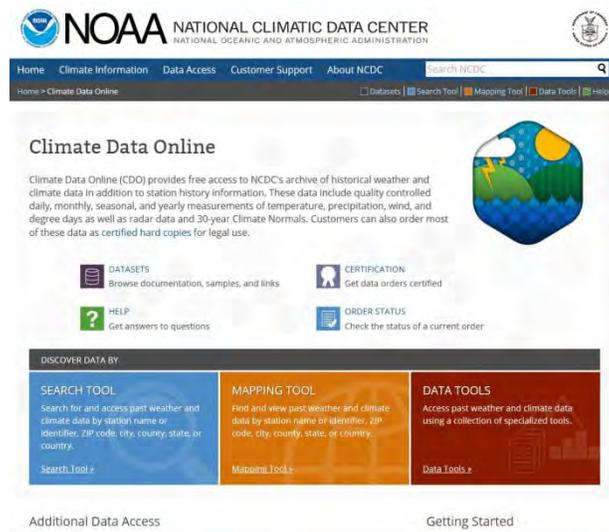 NOAA NATIONAL CLIMATIC DATA CENTER
NATIONAL OCEANIC AND ATMOSPHERIC ADMINISTRATION
Home Climate Information Data Access Customer Support About NCDC Search NCDC
Home > Climate Data Online Datasets | Search Tool | Mapping Tool | Data Tools | Help
Climate Data Online
Climate Data Online (CDO) provides free access to NCDC's archive of historical weather and
climate data in addition to station history information. These data include quality controlled
daily, monthly, seasonal, and yearly measurements of temperature, precipitation, wind, and
degree days as well as radar data and 30-year Climate Normals. Customers can also order most
of these data as certified hard copies for legal use.
DATASETS
Browse documentation, samples, and links
CERTIFICATION
Get data orders certified
HELP
Get answers to questions
ORDER STATUS
Check the status of a current order
DISCOVER DATA BY
SEARCH TOOL
Search for and access past weather and
climate data by station name or
identifier, ZIP code, city, county, state, or
country.
Search Tool »
MAPPING TOOL
Find and view past weather and climate
data by station name or identifier, ZIP
code, city, county, state, or country.
Mapping Tool »
DATA TOOLS
Access past weather and climate data
using a collection of specialized tools.
Data Tools »
Additional Data Access
Getting Started